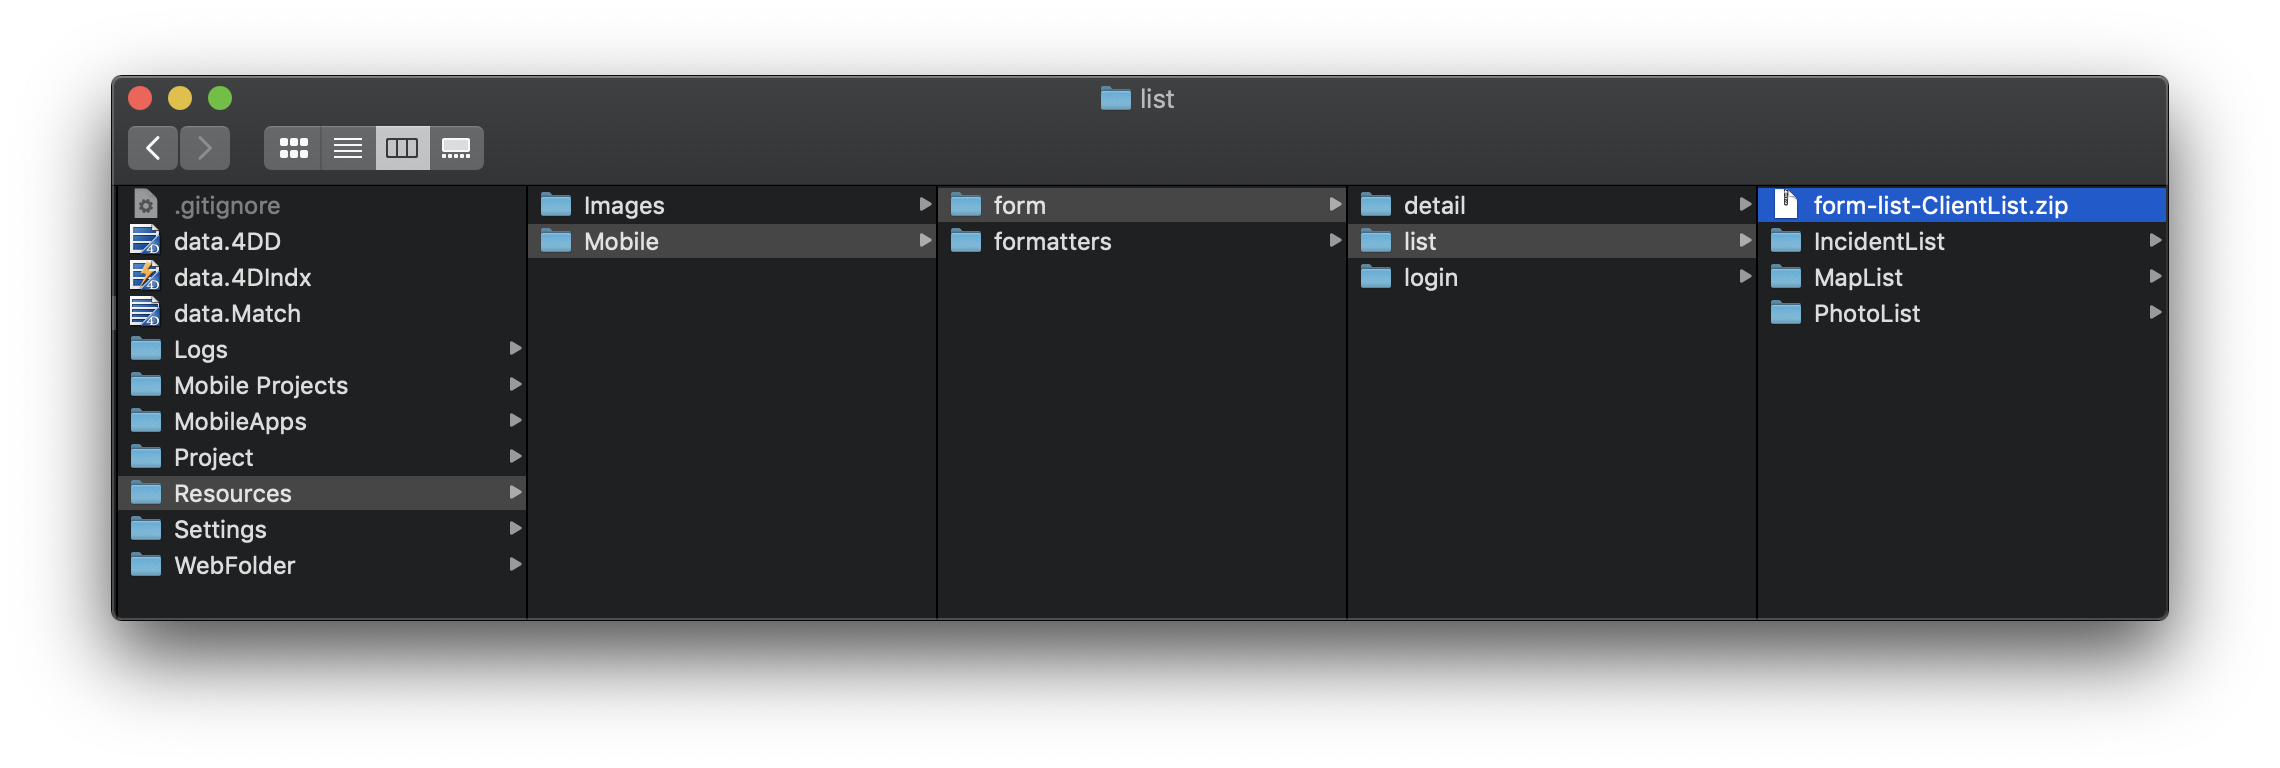 list
.gitignore
data.4DD
data.4DIndx
data.Match
Logs
Mobile Projects
MobileApps
Project
Resources
Settings
WebFolder
Images
Mobile
form
formatters
detail
list
login
form-list-ClientList.zip
IncidentList
MapList
PhotoList